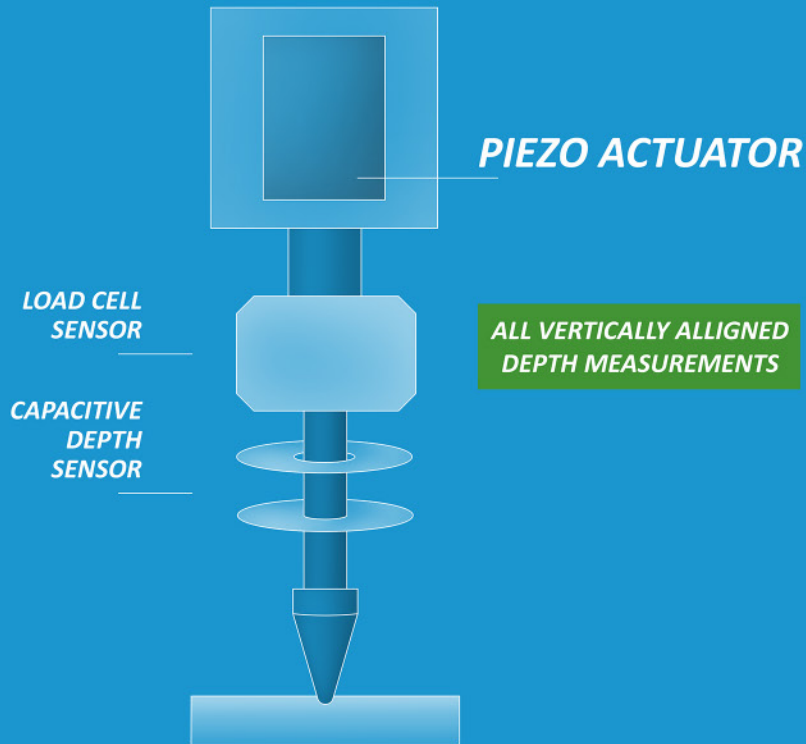 PIEZO ACTUATOR
LOAD CELL
SENSOR
ALL VERTICALLY ALLIGNED
DEPTH MEASUREMENTS
CAPACITIVE
DEPTH
SENSOR